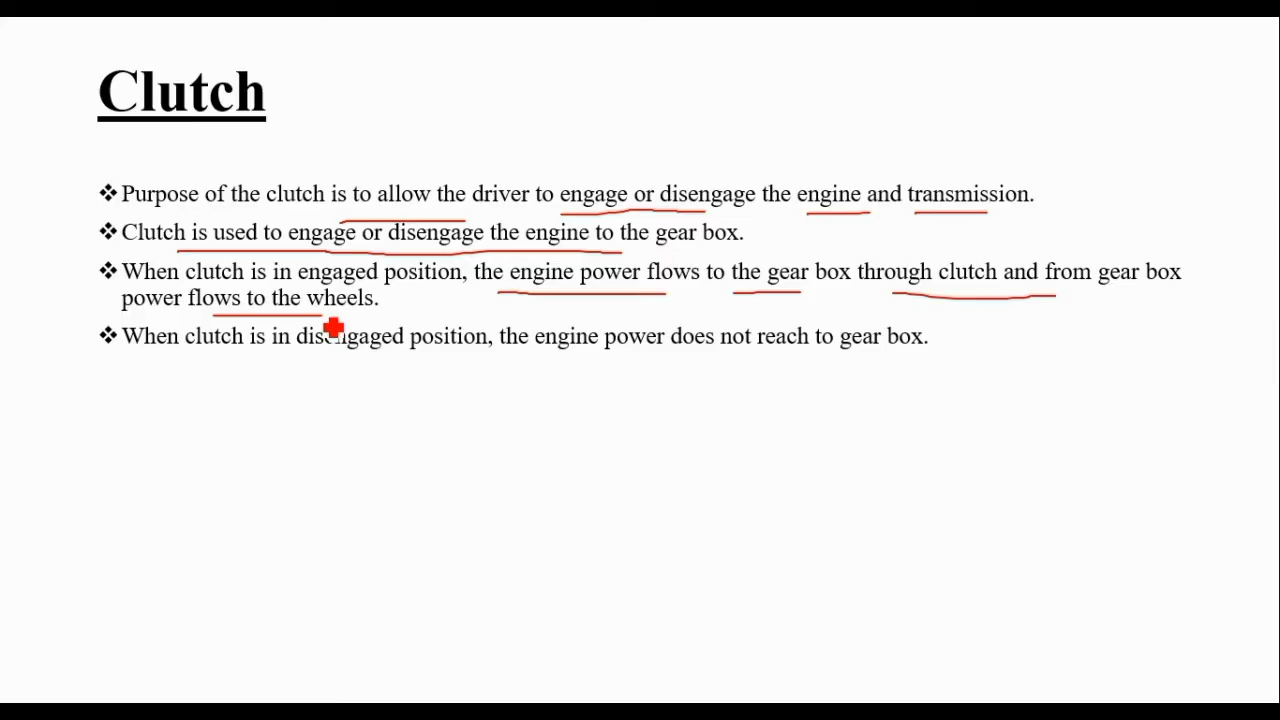 Clutch
❖Purpose of the clutch is to allow the driver to engage or disengage the engine and transmission.
❖Clutch is used to engage or disengage the engine to the gear box.
❖When clutch is in engaged position, the engine power flows to the gear box through clutch and from gear box
power flows to the wheels.
❖When clutch is in disengaged position, the engine power does not reach to gear box.